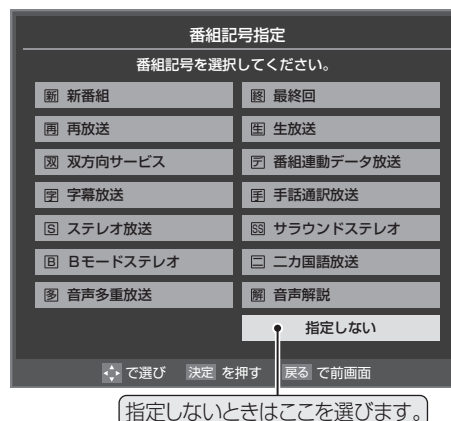 番組記号指定
番組記号を選択してください。
新 新番組
終 最終回
再 再放送
生 生放送
双 双方向サービス
デ 番組連動データ放送
字 字幕放送
手 手話通訳放送
S ステレオ放送
SS サラウンドステレオ
B Bモードステレオ
二 二カ国語放送
多 音声多重放送
解 音声解説
指定しない
で選び 決定 を押す 戻る で前画面
指定しないときはここを選びます。